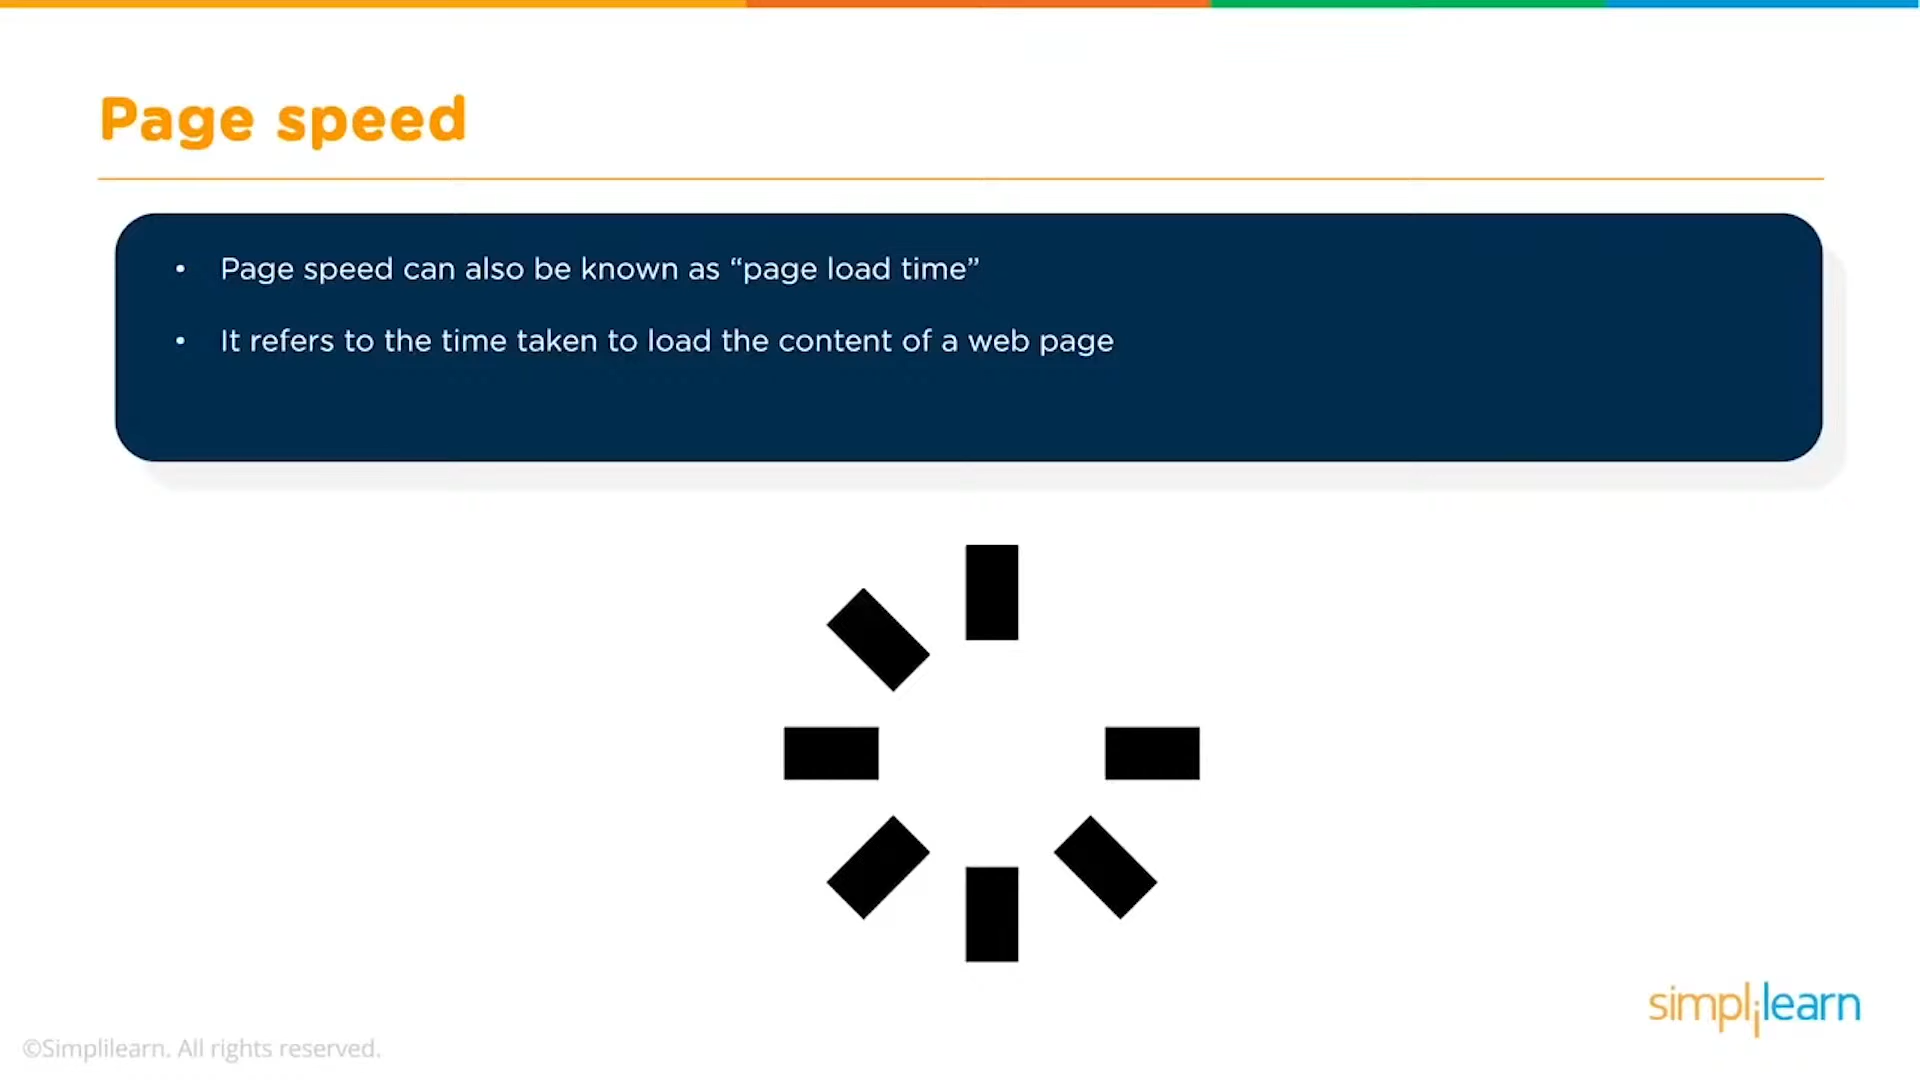 Page speed
• Page speed can also be known as “page load time”
• It refers to the time taken to load the content of a web page
simplilearn
©Simplilearn. All rights reserved.